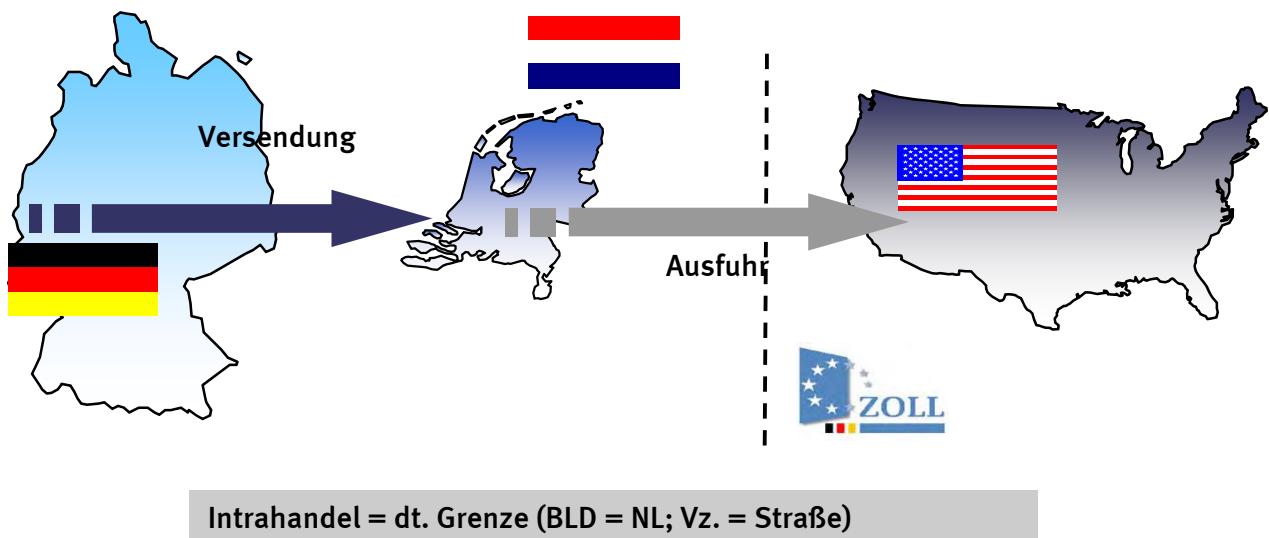 Versendung
Ausfuhr
ZOLL
Intrahandel = dt. Grenze (BLD = NL; Vz. = Straße)